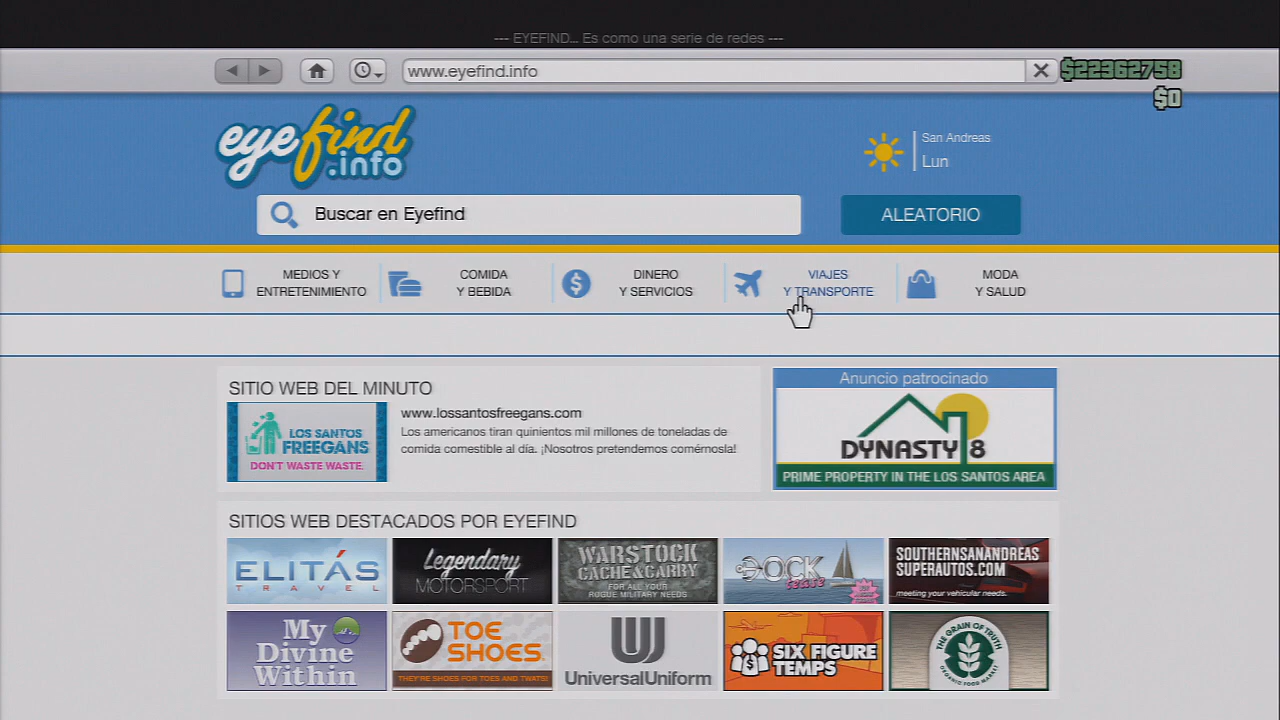 --- EYEFIND... Es como una serie de redes ---
www.eyefind.info
$22362758
$0
eyefind
.info
San Andreas
Lun
Buscar en Eyefind
ALEATORIO
MEDIOS Y
ENTRETENIMIENTO
COMIDA
Y BEBIDA
DINERO
Y SERVICIOS
VIAJES
Y TRANSPORTE
MODA
Y SALUD
SITIO WEB DEL MINUTO
LOS SANTOS
FREEGANS
DON'T WASTE WASTE.
www.lossantosfreegans.com
Los americanos tiran quinientos mil millones de toneladas de
comida comestible al día. ¡Nosotros pretendemos comérnosla!
Anuncio patrocinado
DYNASTY 8
PRIME PROPERTY IN THE LOS SANTOS AREA
SITIOS WEB DESTACADOS POR EYEFIND
ELITÁS
TRAVEL
Legendary
MOTORSPORT
WARSTOCK
CACHE & CARRY
FOR ALL YOUR
ROGUE MILITARY NEEDS
DOCK
tease
SOUTHERNSANANDREAS
SUPERAUTOS.COM
meeting your vehicular needs.
My
Divine
Within
TOE
SHOES
THEY'RE SHOES FOR TOES AND TWATS!
U
UniversalUniform
SIX FIGURE
TEMPS
THE GRAIN OF TRUTH
ORGANIC FOOD MARKET